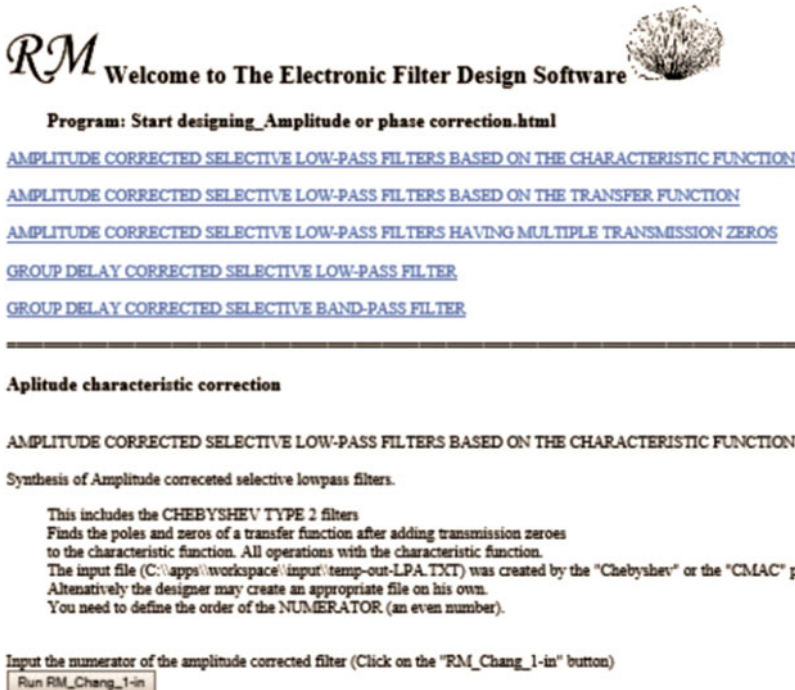 RM Welcome to The Electronic Filter Design Software
Program: Start designing_Amplitude or phase correction.html
AMPLITUDE CORRECTED SELECTIVE LOW-PASS FILTERS BASED ON THE CHARACTERISTIC FUNCTION
AMPLITUDE CORRECTED SELECTIVE LOW-PASS FILTERS BASED ON THE TRANSFER FUNCTION
AMPLITUDE CORRECTED SELECTIVE LOW-PASS FILTERS HAVING MULTIPLE TRANSMISSION ZEROS
GROUP DELAY CORRECTED SELECTIVE LOW-PASS FILTER
GROUP DELAY CORRECTED SELECTIVE BAND-PASS FILTER
Aplitude characteristic correction
AMPLITUDE CORRECTED SELECTIVE LOW-PASS FILTERS BASED ON THE CHARACTERISTIC FUNCTION
Synthesis of Amplitude correceted selective lowpass filters.
This includes the CHEBYSHEV TYPE 2 filters
Finds the poles and zeros of a transfer function after adding transmission zeroes
to the characteristic function. All operations with the characteristic function.
The input file (C:\\apps\\workspace\\input\\temp-out-LPA.TXT) was created by the "Chebyshev" or the "CMAC" p
Altenatively the designer may create an appropriate file on his own.
You need to define the order of the NUMERATOR (an even number).
Input the numerator of the amplitude corrected filter (Click on the "RM_Chang_1-in" button)
Run RM_Chang_1-in